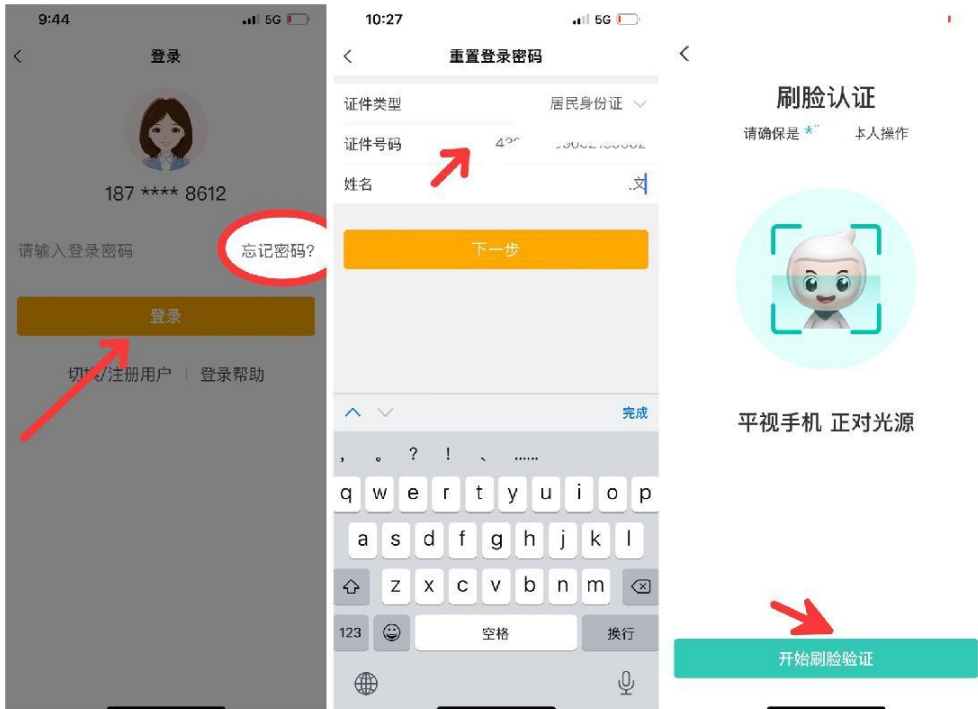 9:44
5G
登录
187 **** 8612
请输入登录密码
忘记密码?
登录
切换/注册用户 | 登录帮助
10:27
5G
重置登录密码
证件类型 居民身份证
证件号码
姓名 文
下一步
完成
, 。 ? ! 、 ……
q w e r t y u i o p
a s d f g h j k l
z x c v b n m
123 空格 换行
刷脸认证
请确保是 * 本人操作
平视手机 正对光源
开始刷脸验证